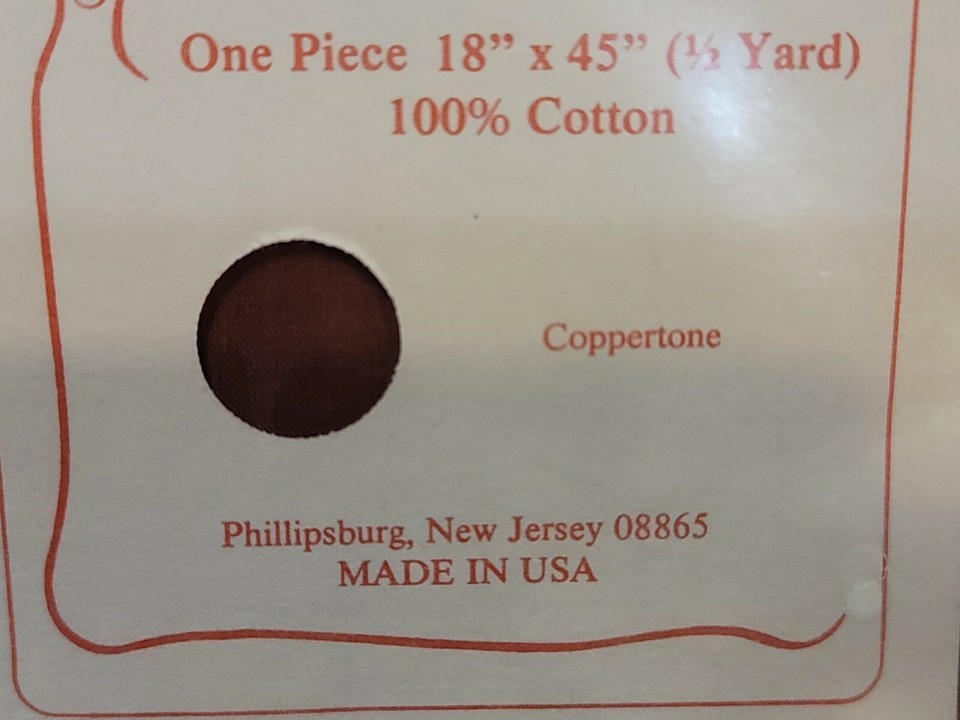 One Piece 18” x 45” (½ Yard)
100% Cotton
Coppertone
Phillipsburg, New Jersey 08865
MADE IN USA